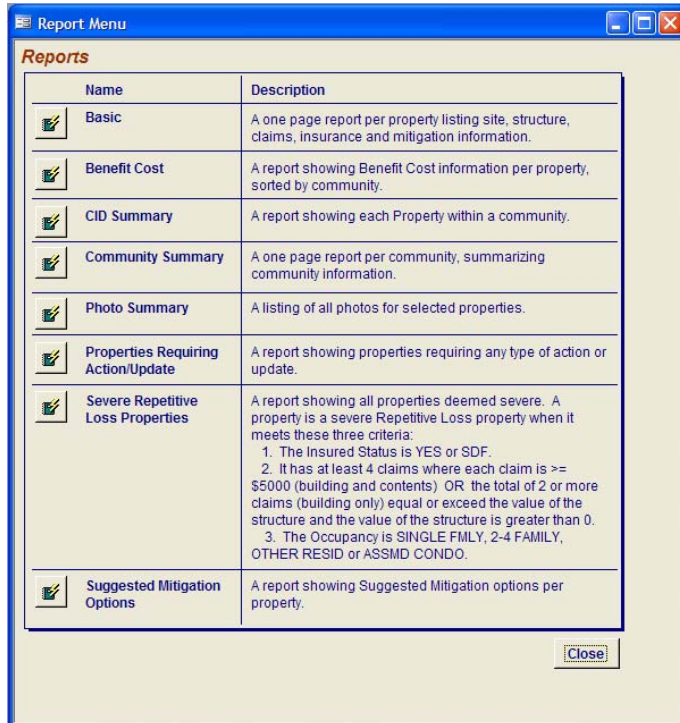 Report Menu
Reports
Name Description
Basic
A one page report per property listing site, structure,
claims, insurance and mitigation information.
Benefit Cost
A report showing Benefit Cost information per property,
sorted by community.
CID Summary
A report showing each Property within a community.
Community Summary
A one page report per community, summarizing
community information.
Photo Summary
A listing of all photos for selected properties.
Properties Requiring
Action/Update
A report showing properties requiring any type of action or
update.
Severe Repetitive
Loss Properties
A report showing all properties deemed severe. A
property is a severe Repetitive Loss property when it
meets these three criteria:
1. The Insured Status is YES or SDF.
2. It has at least 4 claims where each claim is >=
$5000 (building and contents) OR the total of 2 or more
claims (building only) equal or exceed the value of the
structure and the value of the structure is greater than 0.
3. The Occupancy is SINGLE FMLY, 2-4 FAMILY,
OTHER RESID or ASSMD CONDO.
Suggested Mitigation
Options
A report showing Suggested Mitigation options per
property.
Close